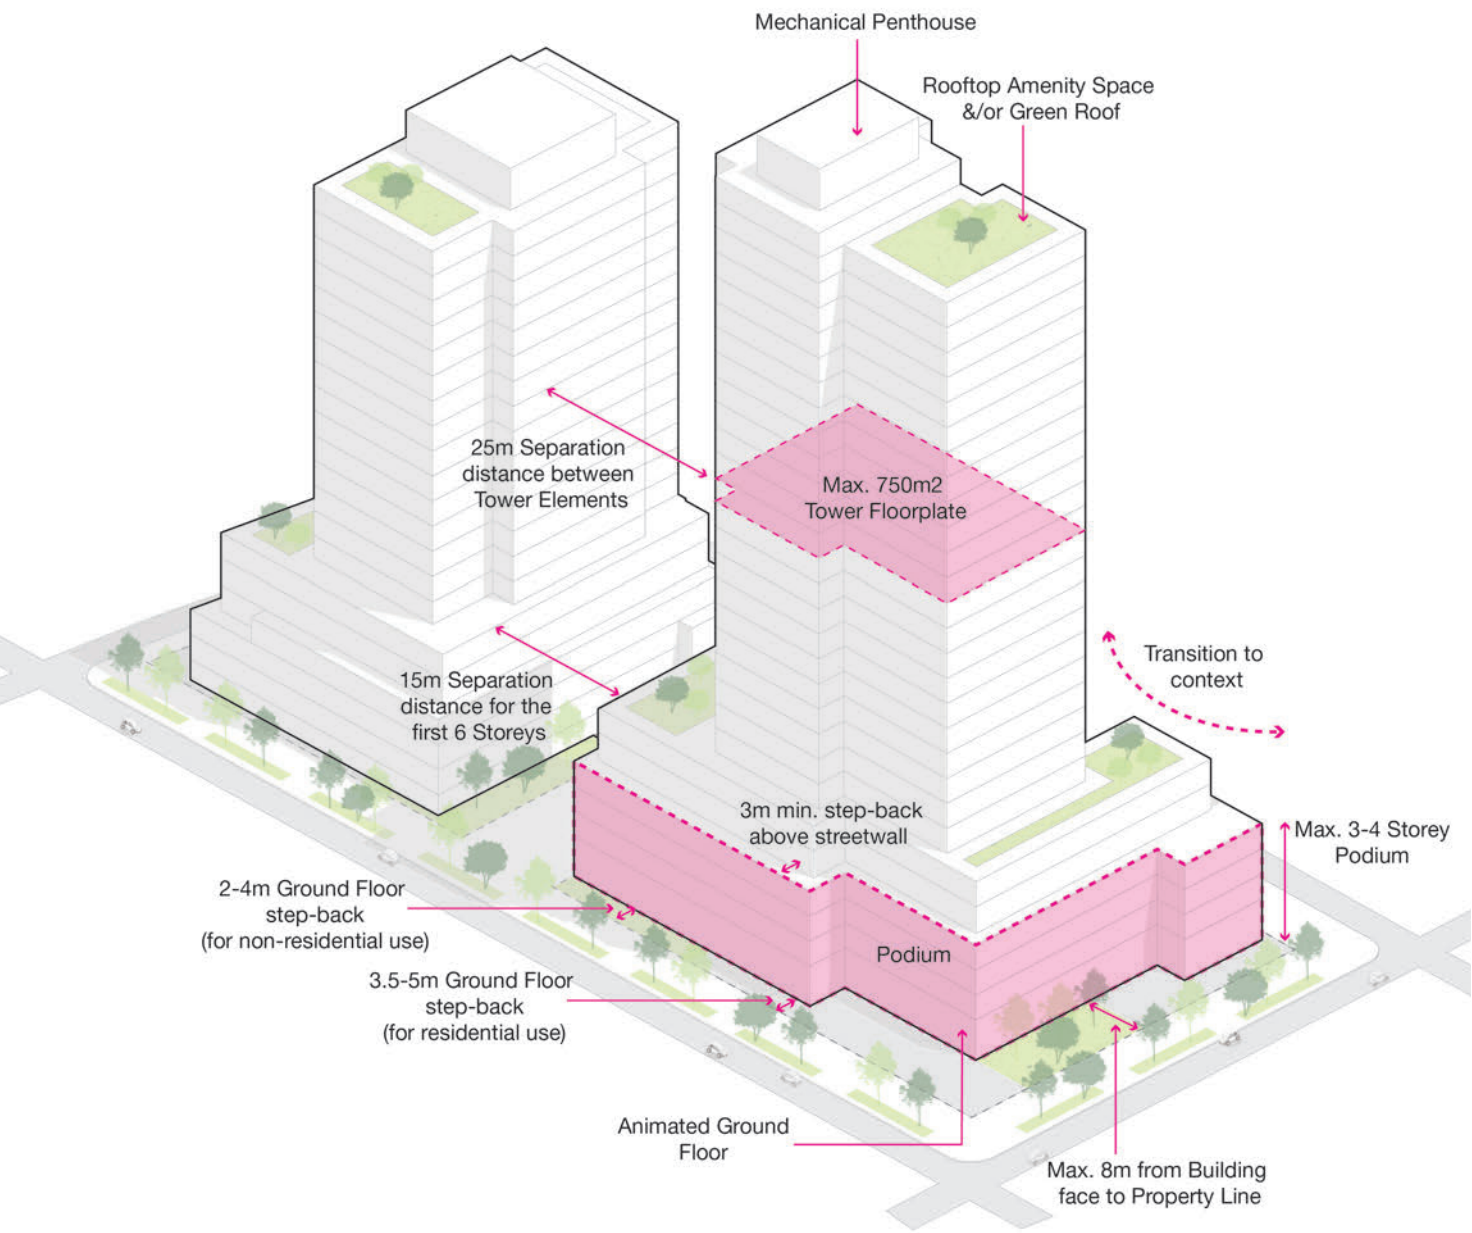 Mechanical Penthouse
Rooftop Amenity Space
&/or Green Roof
25m Separation
distance between
Tower Elements
Max. 750m2
Tower Floorplate
Transition to
context
15m Separation
distance for the
first 6 Storeys
3m min. step-back
above streetwall
Max. 3-4 Storey
Podium
2-4m Ground Floor
step-back
(for non-residential use)
Podium
3.5-5m Ground Floor
step-back
(for residential use)
Animated Ground
Floor
Max. 8m from Building
face to Property Line